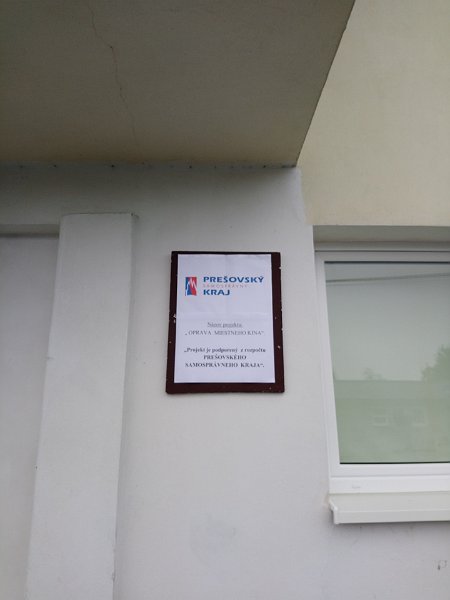 PREŠOVSKÝ
SAMOSPRÁVNY
KRAJ
Názov projektu:
„ OPRAVA MIESTNEHO KINA“.
„Projekt je podporený z rozpočtu
PREŠOVSKÉHO
SAMOSPRÁVNEHO KRAJA“.